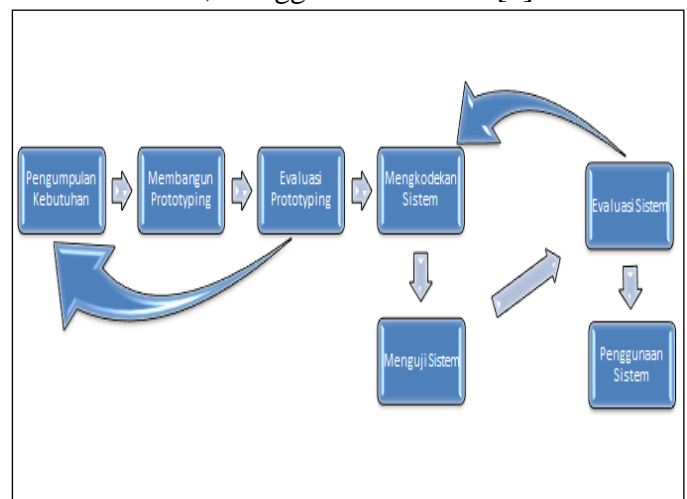 Pengumpulan
Kebutuhan
Membangun
Prototyping
Evaluasi
Prototyping
Mengkodekan
Sistem
Menguji Sistem
Evaluasi Sistem
Penggunaan
Sistem